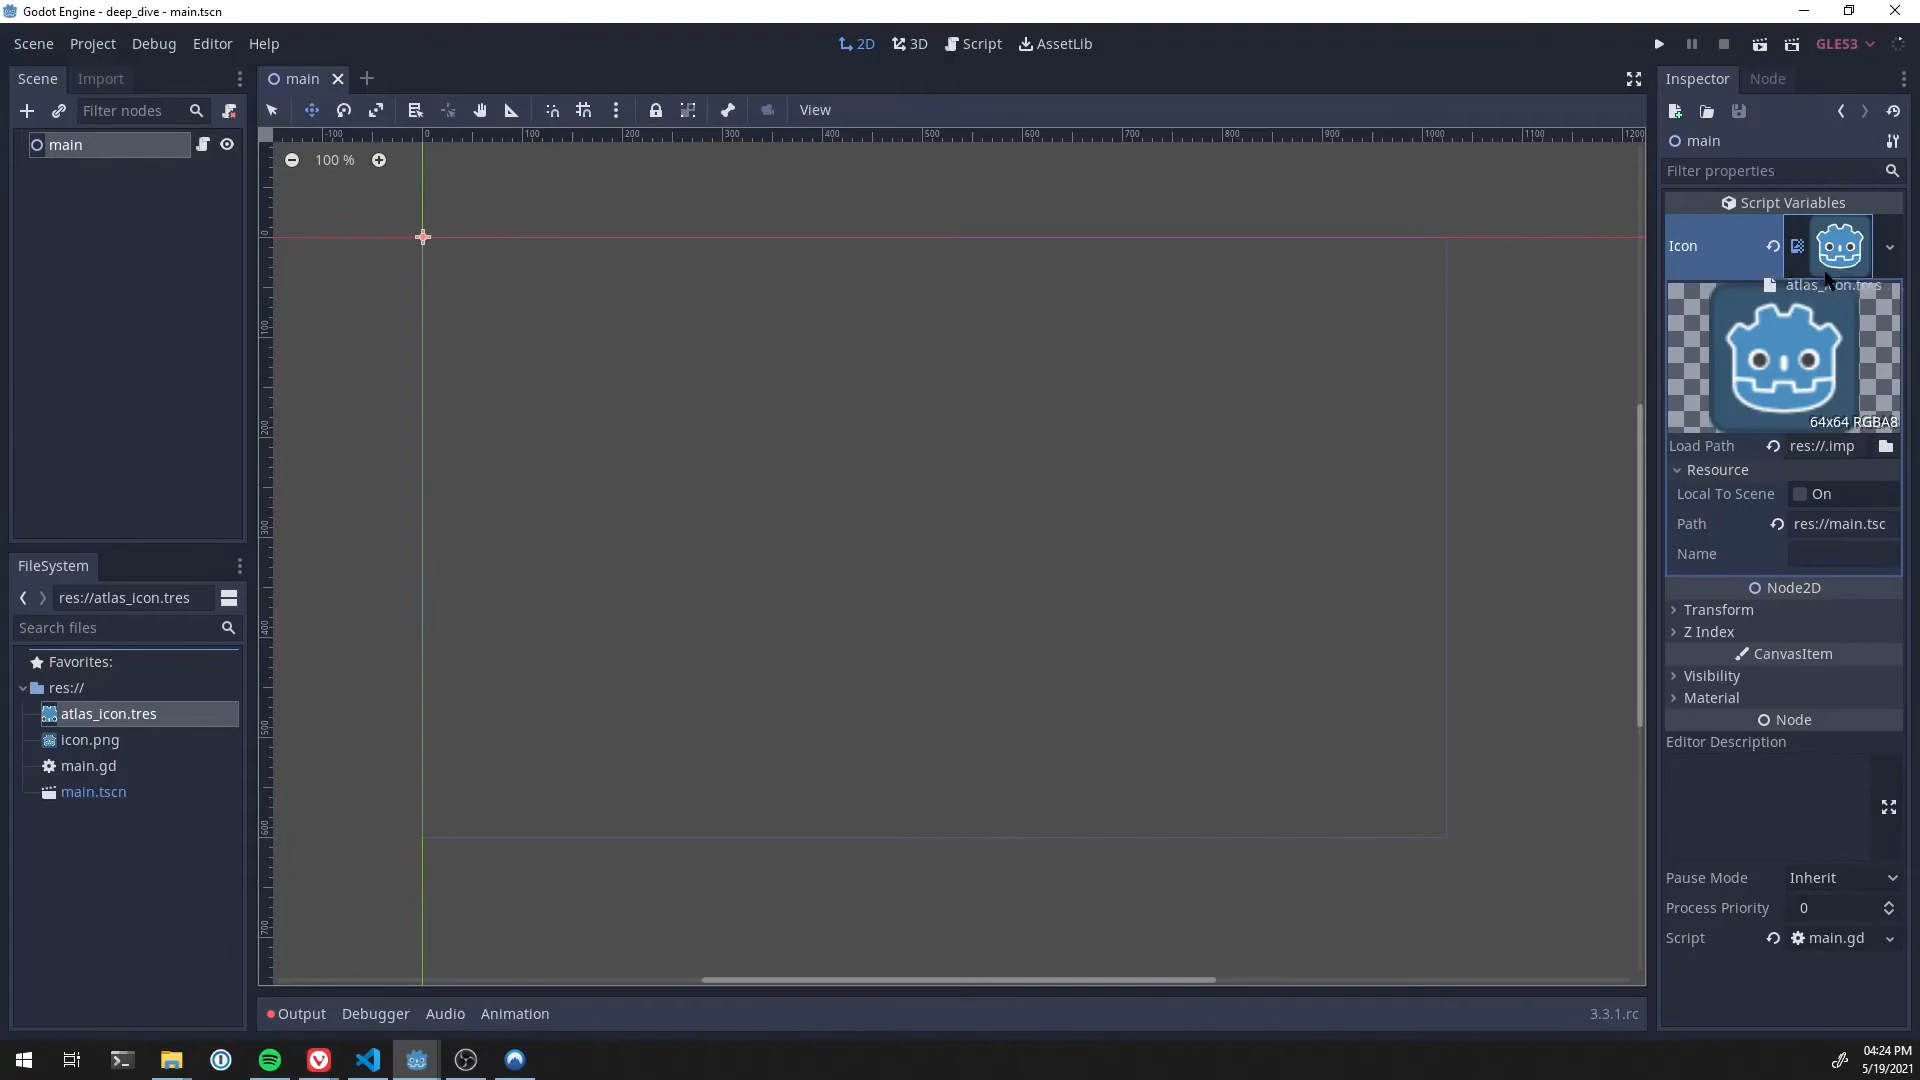 Godot Engine - deep_dive - main.tscn
Scene Project Debug Editor Help
2D 3D Script AssetLib
GLES3
Scene Import
Filter nodes
main
main
View
-100 0 100 200 300 400 500 600 700 800 900 1000 1100 1200
100 %
0
100
200
300
400
500
600
700
FileSystem
res://atlas_icon.tres
Search files
Favorites:
res://
atlas_icon.tres
icon.png
main.gd
main.tscn
Output Debugger Audio Animation
3.3.1.rc
Inspector Node
main
Filter properties
Script Variables
Icon
atlas_icon.tres
64x64 RGBA8
Load Path res://.imp
Resource
Local To Scene On
Path res://main.tsc
Name
Node2D
Transform
Z Index
CanvasItem
Visibility
Material
Node
Editor Description
Pause Mode Inherit
Process Priority 0
Script main.gd
04:24 PM
5/19/2021